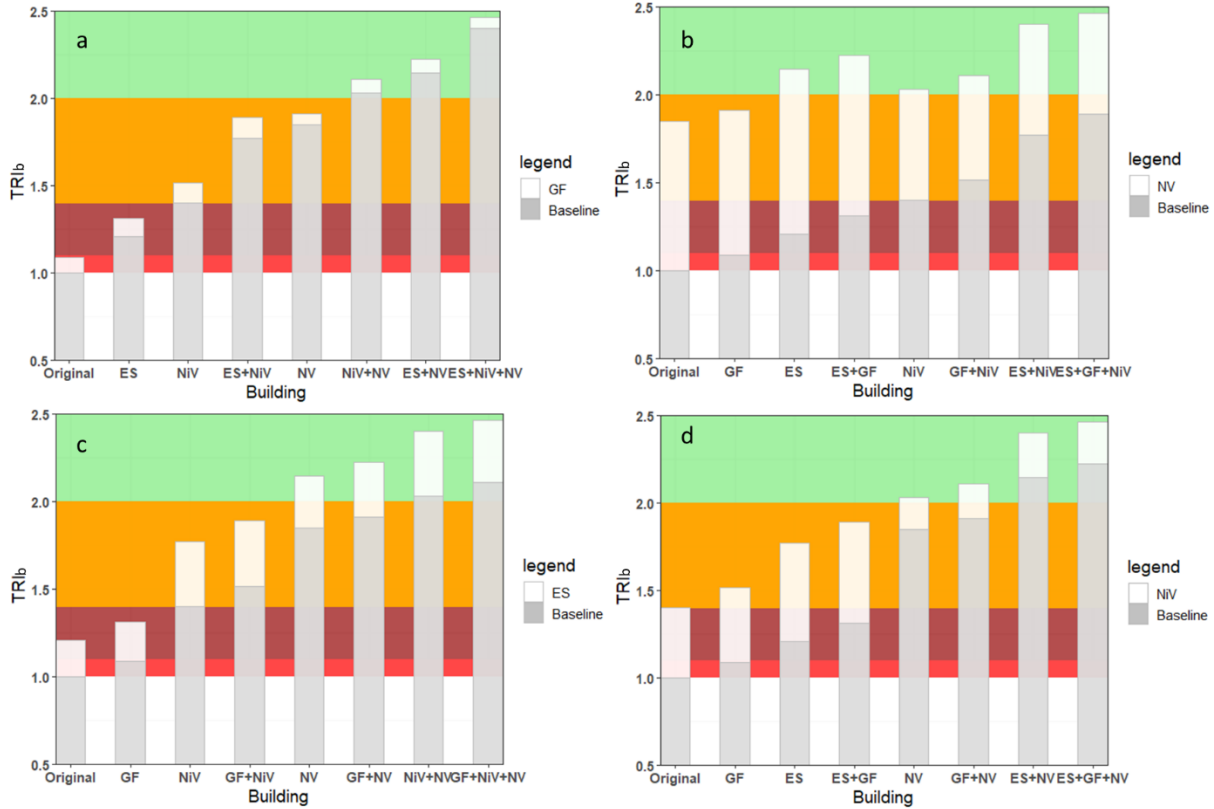 a
2.5
2.0
1.5
1.0
0.5
TRIb
Original ES NiV ES+NiV NV NiV+NV ES+NV ES+NiV+NV
Building
legend
GF
Baseline
b
2.5
2.0
1.5
1.0
0.5
TRIb
Original GF ES ES+GF NiV GF+NiV ES+NiV ES+GF+NiV
Building
legend
NV
Baseline
c
2.5
2.0
1.5
1.0
0.5
TRIb
Original GF NiV GF+NiV NV GF+NV NiV+NV GF+NiV+NV
Building
legend
ES
Baseline
d
2.5
2.0
1.5
1.0
0.5
TRIb
Original GF ES ES+GF NV GF+NV ES+NV ES+GF+NV
Building
legend
NiV
Baseline